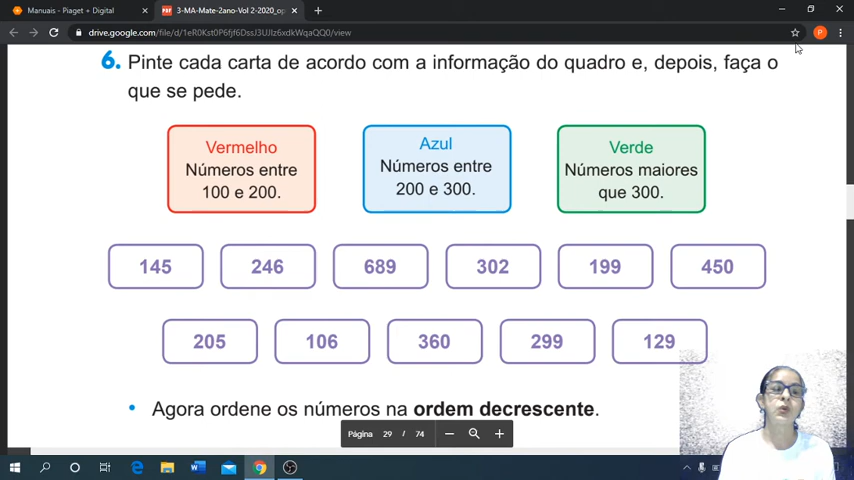 Manuais - Piaget + Digital
3-MA-Mate-2ano-Vol 2-2020_op
drive.google.com/file/d/1eR0Kst0P6fjf6DssJ3UJIz6xdkWqaQQ0/view
6. Pinte cada carta de acordo com a informação do quadro e, depois, faça o
que se pede.
Vermelho
Números entre
100 e 200.
Azul
Números entre
200 e 300.
Verde
Números maiores
que 300.
145 246 689 302 199 450
205 106 360 299 129
• Agora ordene os números na ordem decrescente.
Página 29 / 74